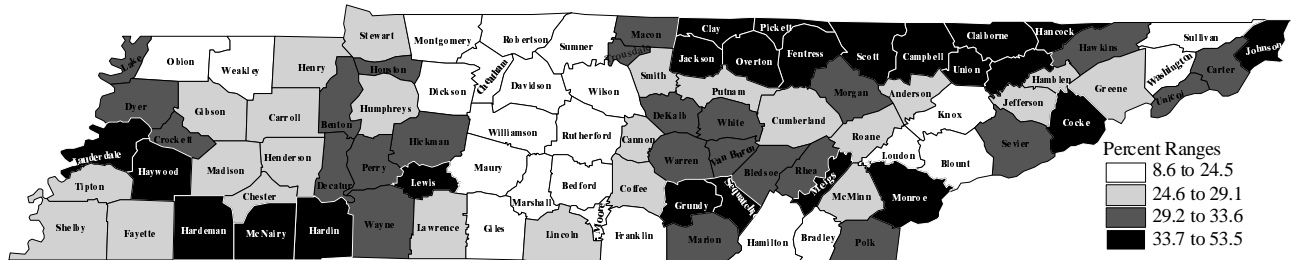 Lake
Obion
Weakley
Henry
Stewart
Montgomery
Robertson
Sumner
Macon
Trousdale
Clay
Pickett
Jackson
Overton
Fentress
Scott
Campbell
Claiborne
Hancock
Union
Hawkins
Sullivan
Johnson
Washington
Carter
Unicoi
Greene
Hamblen
Jefferson
Cocke
Dyer
Gibson
Carroll
Benton
Houston
Humphreys
Dickson
Cheatham
Davidson
Wilson
Smith
Putnam
Morgan
Anderson
Knox
Sevier
Lauderdale
Crockett
Haywood
Madison
Henderson
Decatur
Perry
Hickman
Williamson
Rutherford
Cannon
DeKalb
White
Cumberland
Roane
Loudon
Blount
Tipton
Chester
Lewis
Maury
Bedford
Marshall
Coffee
Warren
Van Buren
Bledsoe
Rhea
Meigs
McMinn
Monroe
Shelby
Fayette
Hardeman
McNairy
Hardin
Wayne
Lawrence
Giles
Lincoln
Moore
Franklin
Grundy
Sequatchie
Marion
Hamilton
Bradley
Polk
Percent Ranges
8.6 to 24.5
24.6 to 29.1
29.2 to 33.6
33.7 to 53.5